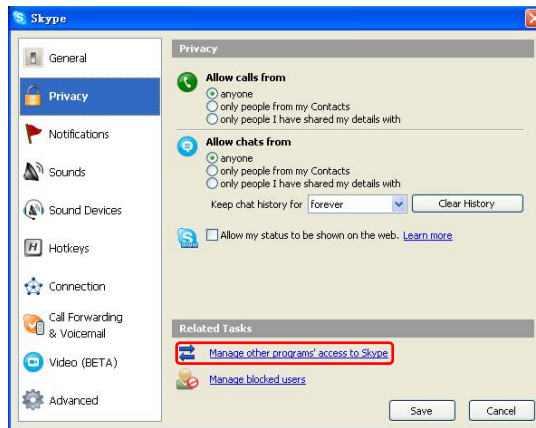 Skype
General
Privacy
Notifications
Sounds
Sound Devices
Hotkeys
Connection
Call Forwarding
& Voicemail
Video (BETA)
Advanced
Privacy
Allow calls from
anyone
only people from my Contacts
only people I have shared my details with
Allow chats from
anyone
only people from my Contacts
only people I have shared my details with
Keep chat history for forever Clear History
Allow my status to be shown on the web. Learn more
Related Tasks
Manage other programs' access to Skype
Manage blocked users
Save Cancel